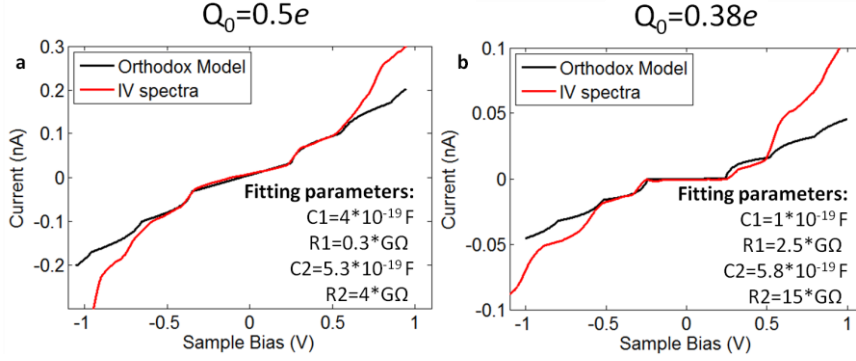 Q₀=0.5e
Q₀=0.38e
a
Orthodox Model
IV spectra
Current (nA)
0.3
0.2
0.1
0
-0.1
-0.2
Fitting parameters:
C1=4*10⁻¹⁹ F
R1=0.3*GΩ
C2=5.3*10⁻¹⁹ F
R2=4*GΩ
-1
-0.5
0
0.5
1
Sample Bias (V)
b
Orthodox Model
IV spectra
Current (nA)
0.1
0.05
0
-0.05
-0.1
Fitting parameters:
C1=1*10⁻¹⁹ F
R1=2.5*GΩ
C2=5.8*10⁻¹⁹ F
R2=15*GΩ
-1
-0.5
0
0.5
1
Sample Bias (V)